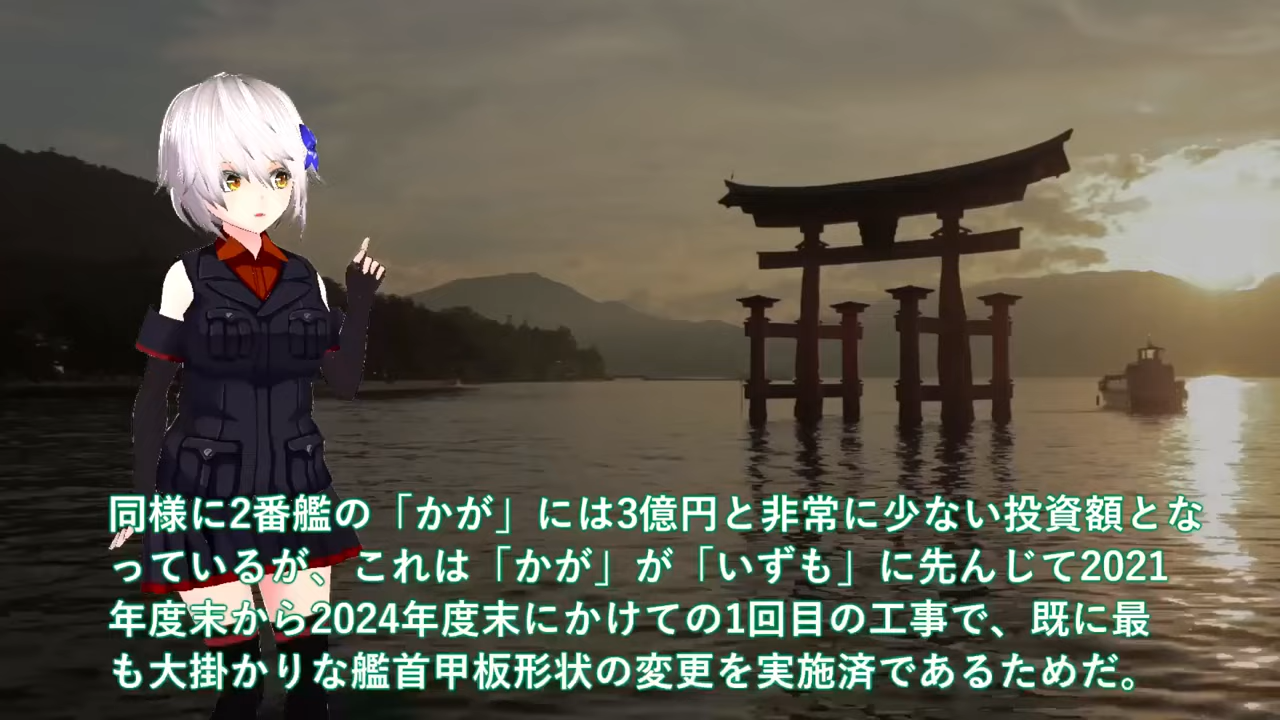 同様に2番艦の「かが」には3億円と非常に少ない投資額とな
っているが、これは「かが」が「いずも」に先んじて2021
年度末から2024年度末にかけての1回目の工事で、既に最
も大掛かりな艦首甲板形状の変更を実施済であるためだ。